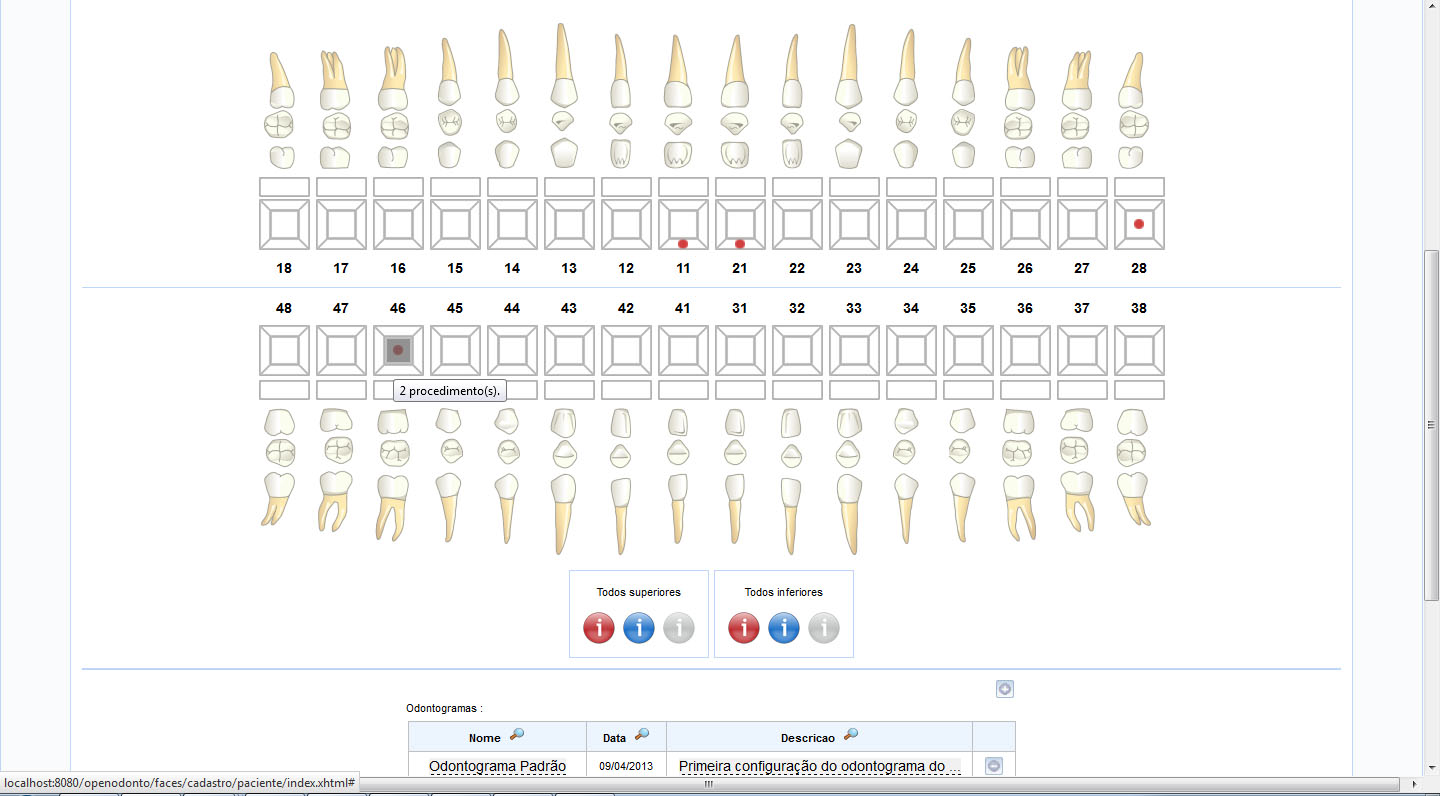 18 17 16 15 14 13 12 11 21 22 23 24 25 26 27 28
48 47 46 45 44 43 42 41 31 32 33 34 35 36 37 38
2 procedimento(s).
Todos superiores Todos inferiores
i i i i i i
Odontogramas :
Nome Data Descricao
Odontograma Padrão 09/04/2013 Primeira configuração do odontograma do ...
localhost:8080/openodonto/faces/cadastro/paciente/index.xhtml#